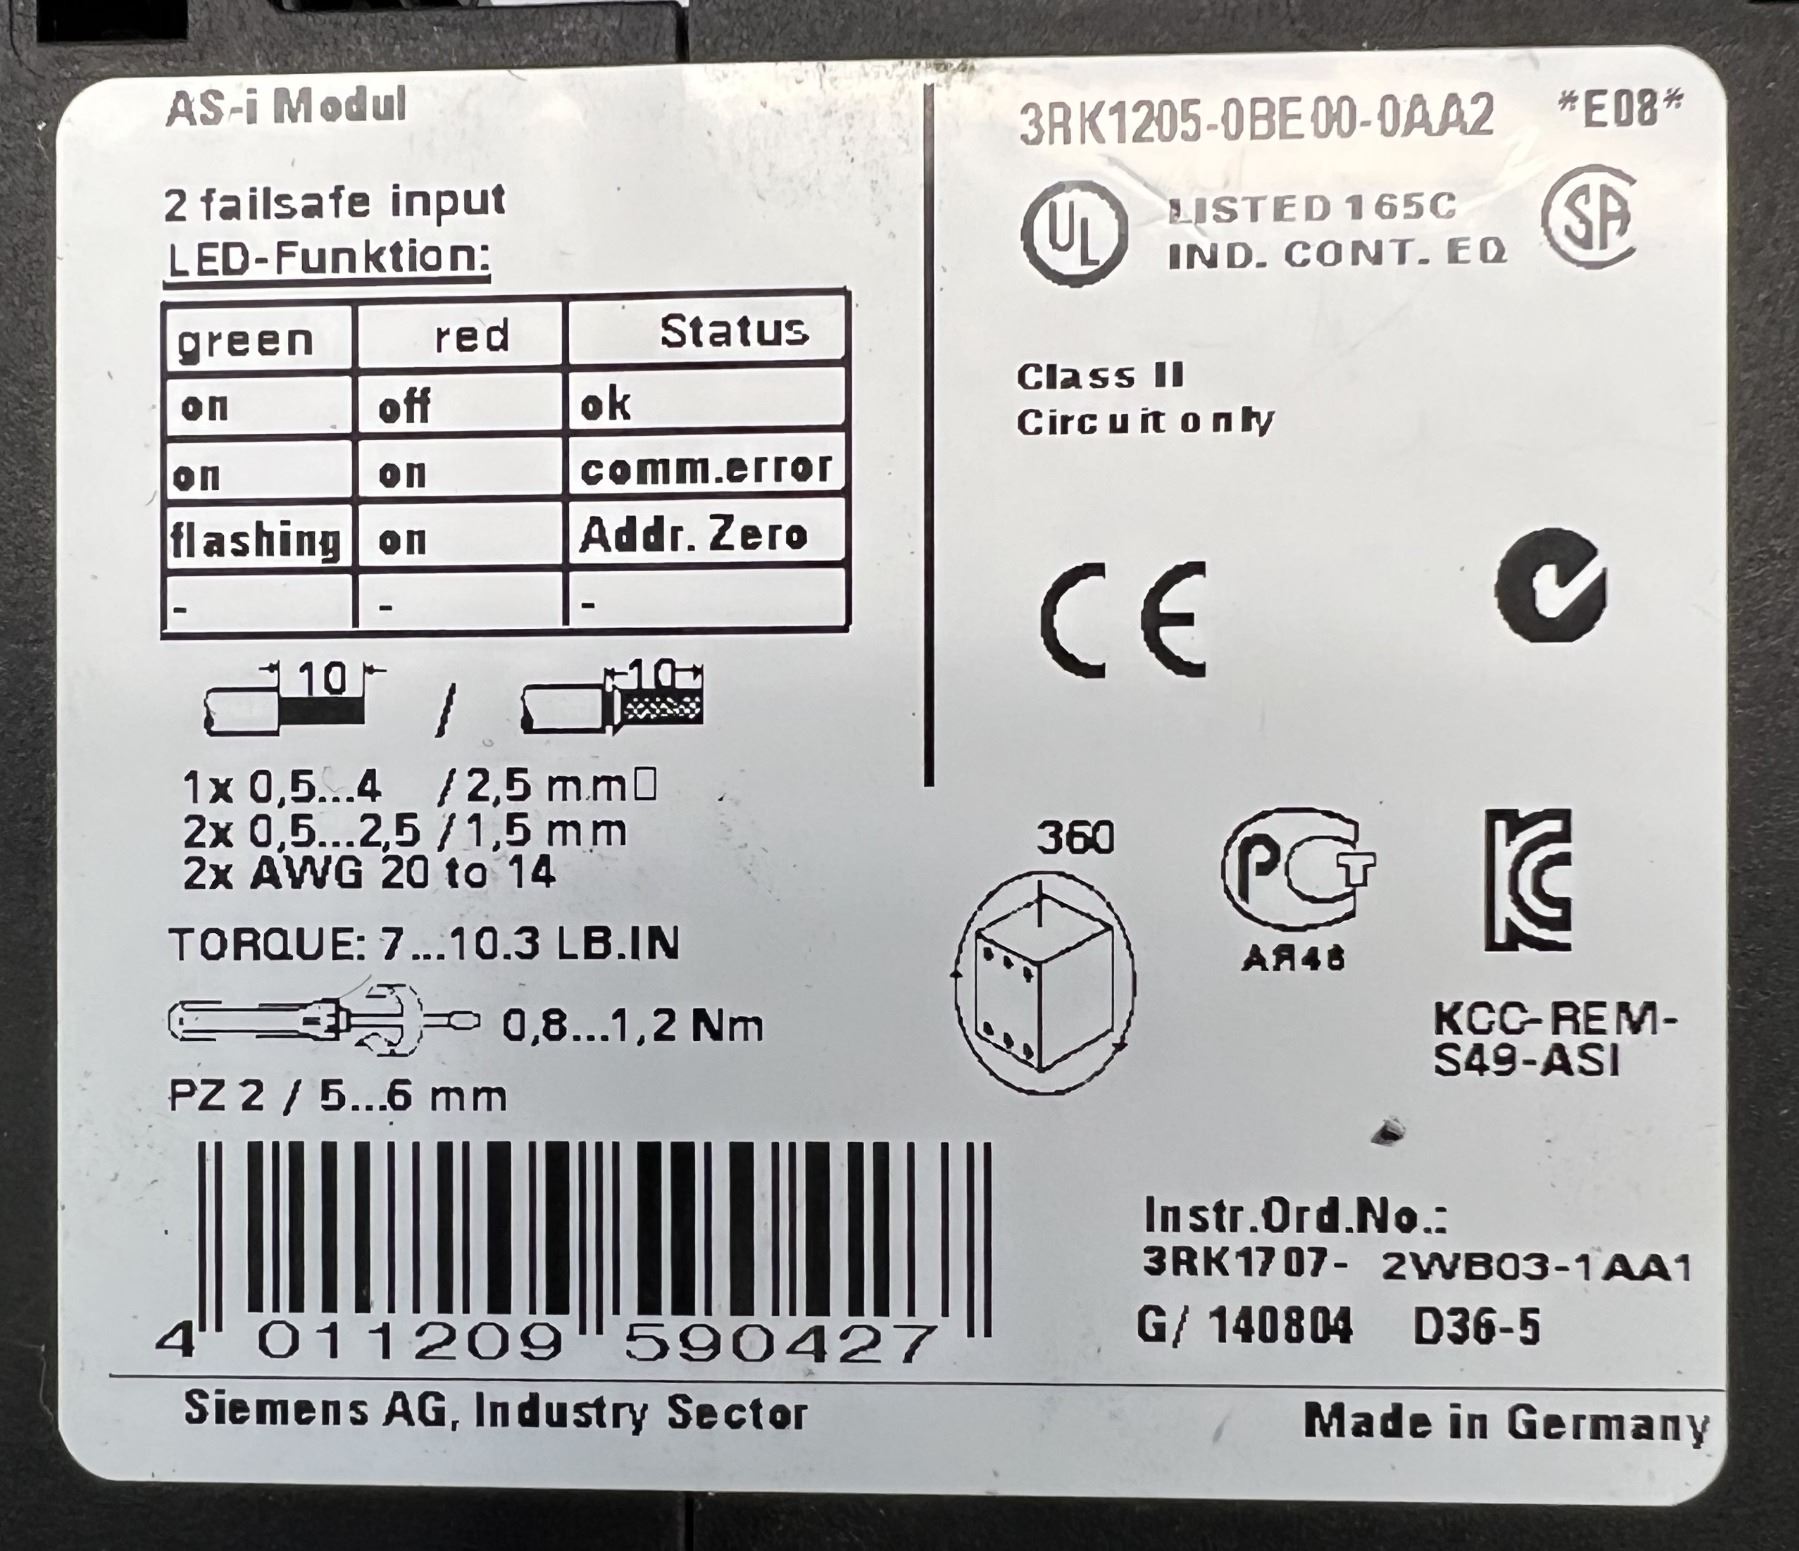 AS-i Modul
2 failsafe input
LED-Funktion:
green red Status
on off ok
on on comm.error
flashing on Addr. Zero
- - -
10 / 10
1x 0,5...4 / 2,5 mm□
2x 0,5...2,5 / 1,5 mm
2x AWG 20 to 14
TORQUE: 7...10.3 LB.IN
0,8...1,2 Nm
PZ 2 / 5...6 mm
4 011209 590427
3RK1205-0BE00-0AA2 *E08*
UL LISTED 165C SA
IND. CONT. EQ
Class II
Circuit only
CE
360
PCT
АЯ46
KCC-REM-
S49-ASI
Instr.Ord.No.:
3RK1707- 2WB03-1AA1
G/ 140804 D36-5
Siemens AG, Industry Sector
Made in Germany